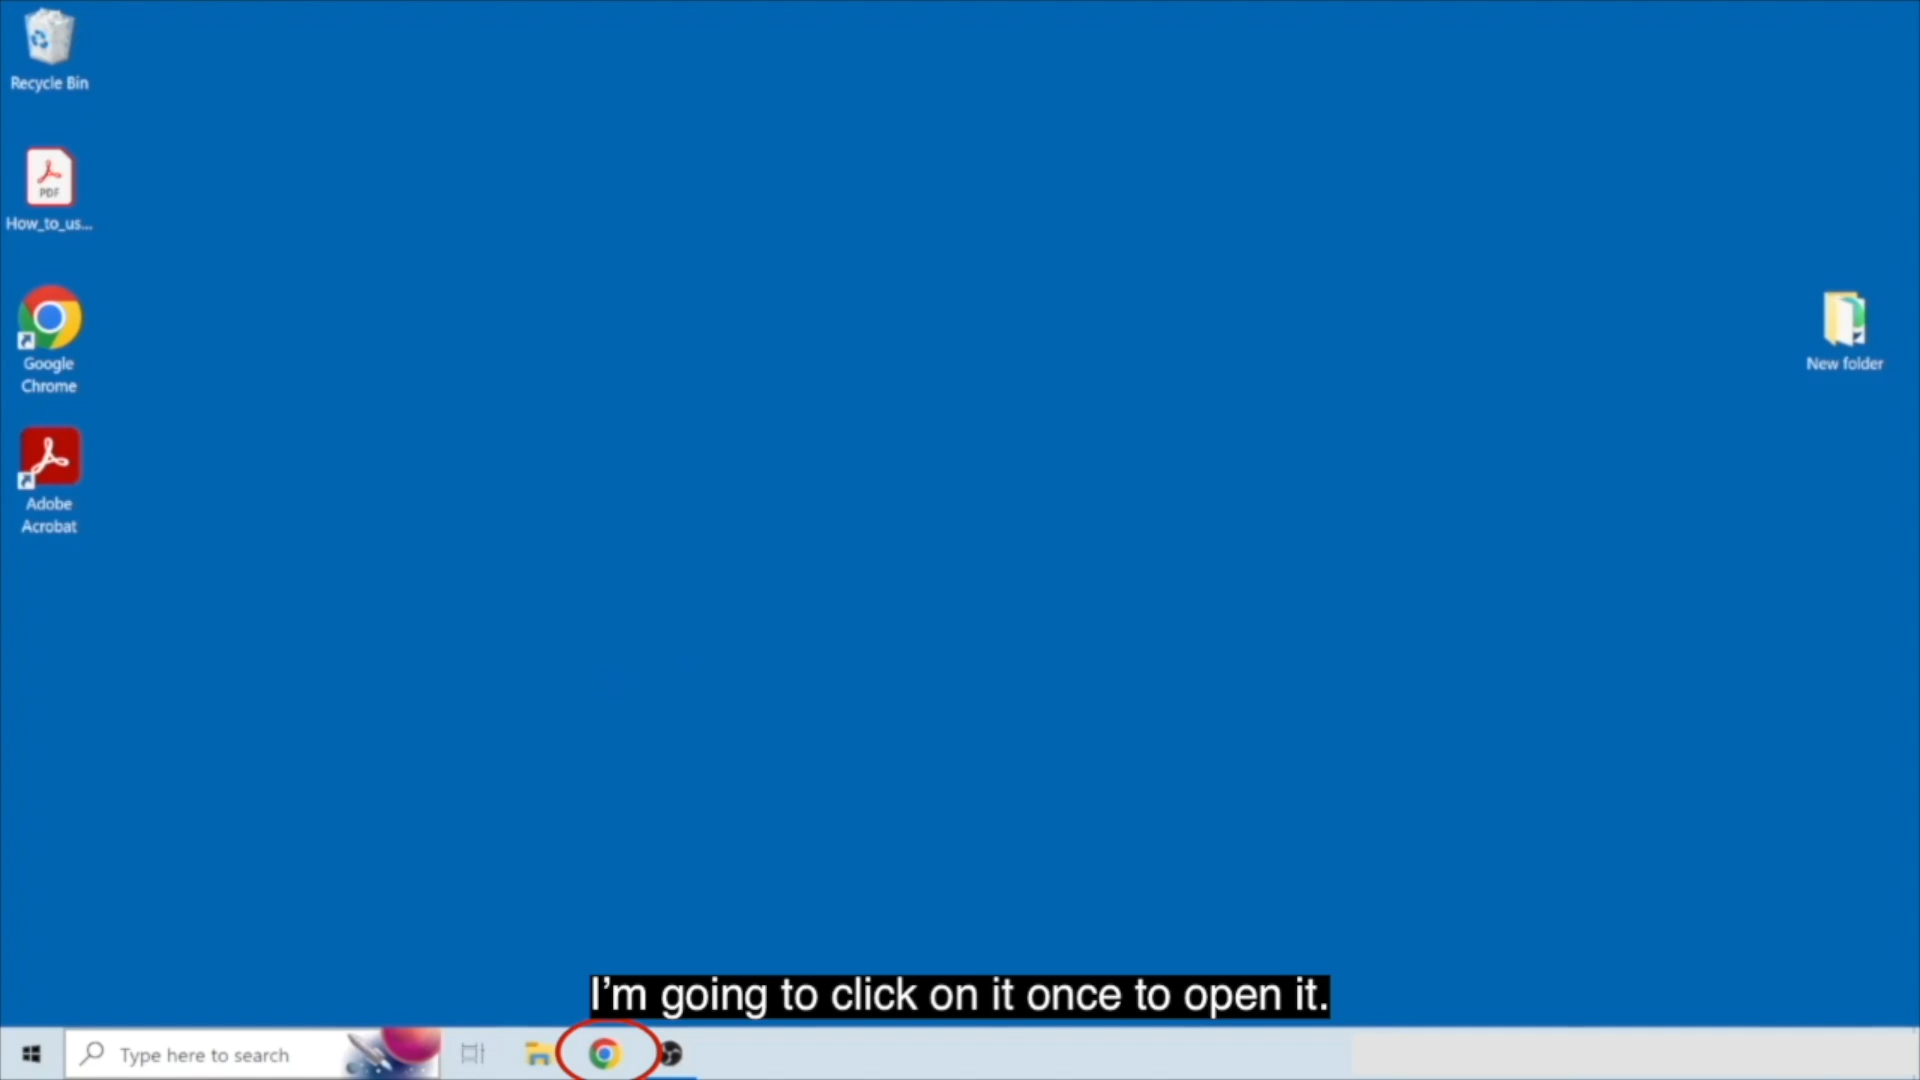 Recycle Bin
PDF
How_to_us...
Google
Chrome
Adobe
Acrobat
New folder
I'm going to click on it once to open it.
Type here to search